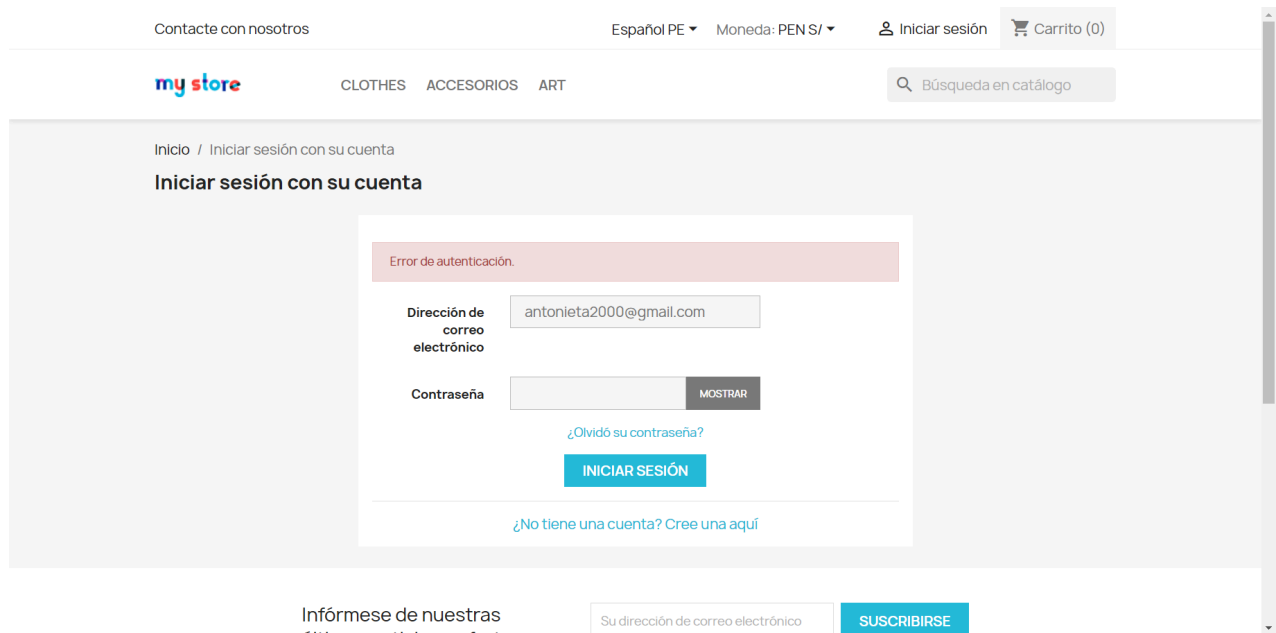 Contacte con nosotros
Español PE
Moneda: PEN S/
Iniciar sesión
Carrito (0)
my store
CLOTHES
ACCESORIOS
ART
Búsqueda en catálogo
Inicio / Iniciar sesión con su cuenta
Iniciar sesión con su cuenta
Error de autenticación.
Dirección de
correo
electrónico
antonieta2000@gmail.com
Contraseña
MOSTRAR
¿Olvidó su contraseña?
INICIAR SESIÓN
¿No tiene una cuenta? Cree una aquí
Infórmese de nuestras
Su dirección de correo electrónico
SUSCRIBIRSE